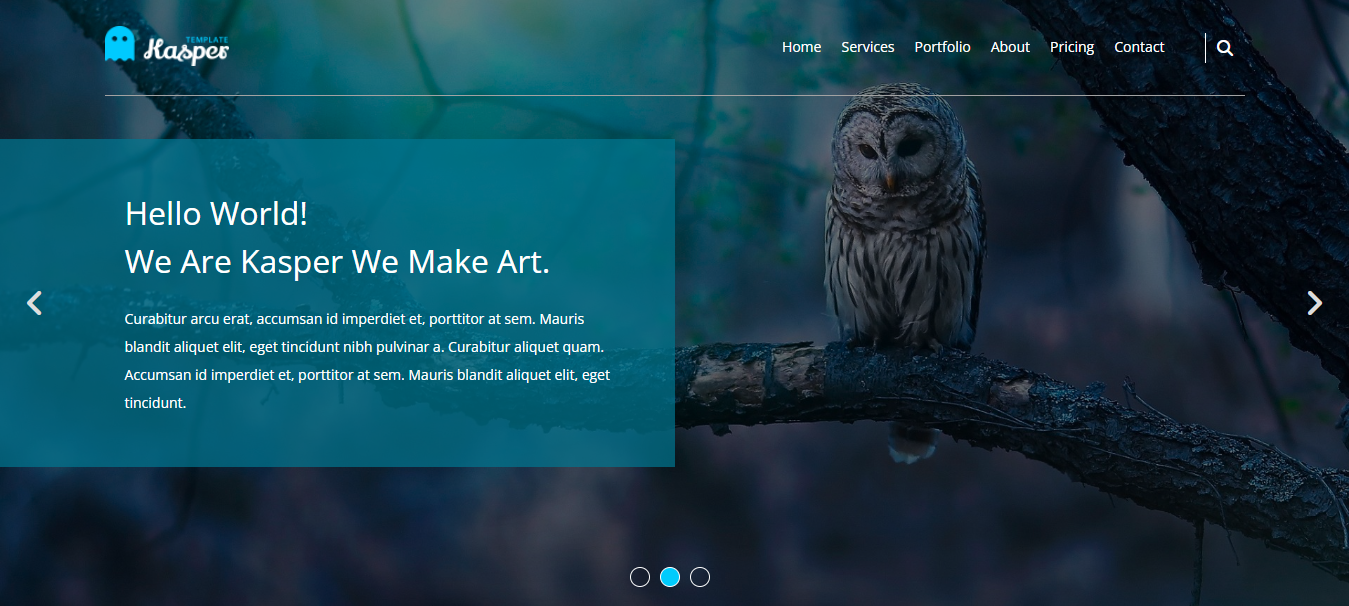 TEMPLATE
Kasper
Home Services Portfolio About Pricing Contact
Hello World!
We Are Kasper We Make Art.
Curabitur arcu erat, accumsan id imperdiet et, porttitor at sem. Mauris
blandit aliquet elit, eget tincidunt nibh pulvinar a. Curabitur aliquet quam.
Accumsan id imperdiet et, porttitor at sem. Mauris blandit aliquet elit, eget
tincidunt.